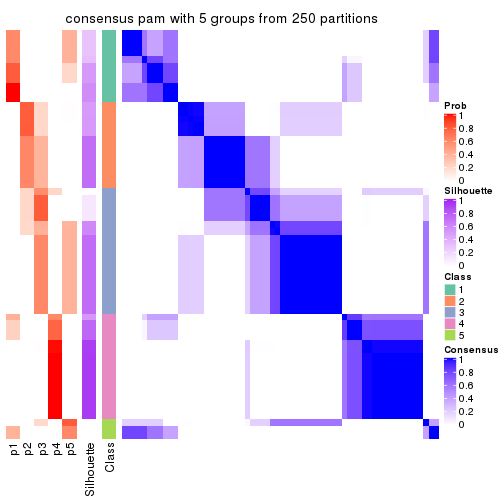 consensus pam with 5 groups from 250 partitions
Prob
1
0.8
0.6
0.4
0.2
0
Silhouette
1
0.8
0.6
0.4
0.2
0
Class
1
2
3
4
5
Consensus
1
0.8
0.6
0.4
0.2
0
p1
p2
p3
p4
p5
Silhouette
Class